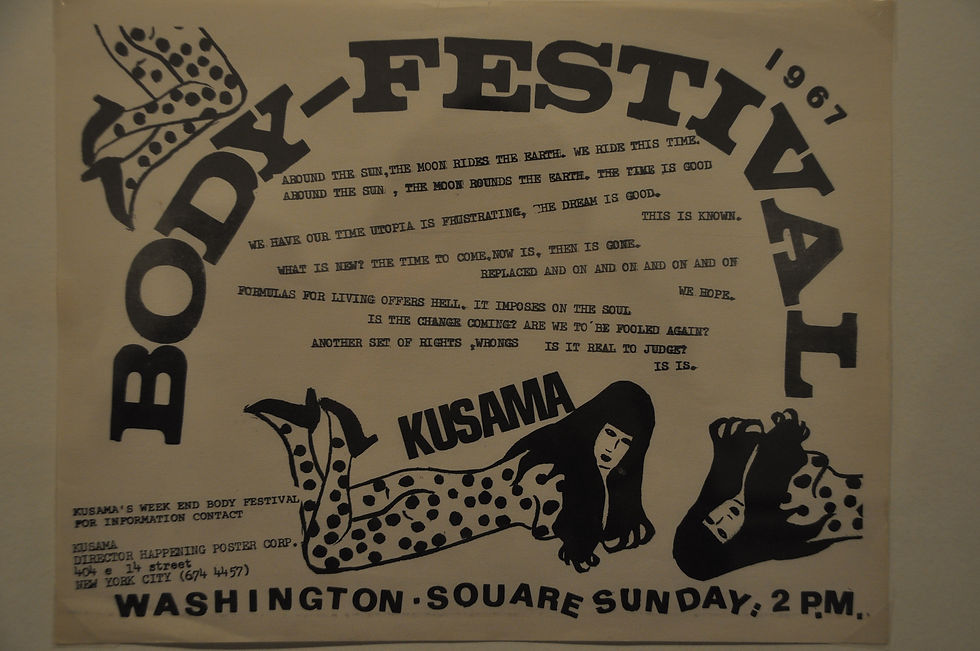 BODY-FESTIVAL
1967
AROUND THE SUN,THE MOON RIDES THE EARTH. WE RIDE THIS TIME.
AROUND THE SUN , THE MOON ROUNDS THE EARTH. THE TIME IS GOOD
WE HAVE OUR TIME UTOPIA IS FRUSTRATING, THE DREAM IS GOOD.
THIS IS KNOWN.
WHAT IS NEW? THE TIME TO COME,NOW IS, THEN IS GONE.
REPLACED AND ON AND ON AND ON AND ON
WE HOPE.
FORMULAS FOR LIVING OFFERS HELL. IT IMPOSES ON THE SOUL
IS THE CHANGE COMING? ARE WE TO'BE FOOLED AGAIN?
ANOTHER SET OF RIGHTS ,WRONGS IS IT REAL TO JUDGE?
IS IS.
KUSAMA
KUSAMA'S WEEK END BODY FESTIVAL
FOR INFORMATION CONTACT
KUSAMA
DIRECTOR HAPPENING POSTER CORP.
404 e 14 street
NEW YORK CITY (674 4457)
WASHINGTON·SQUARE SUNDAY; 2 P.M.